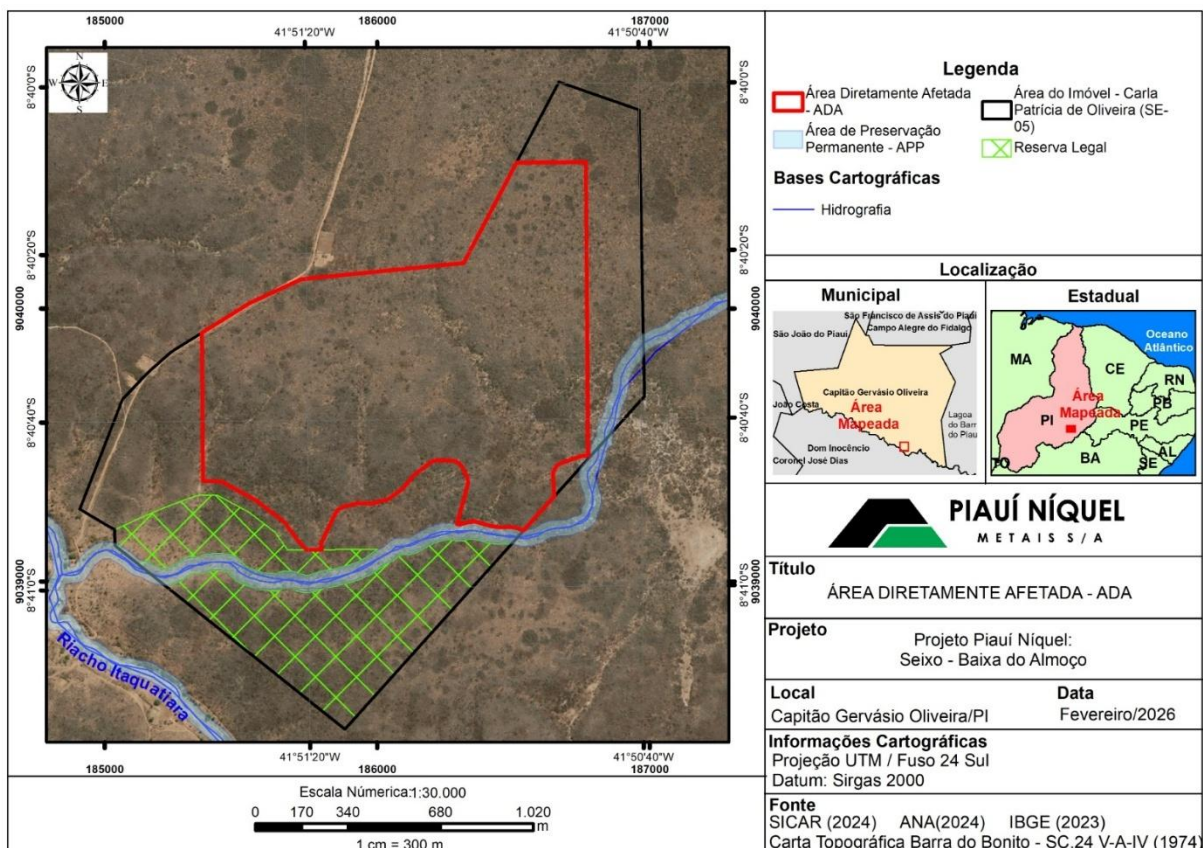 185000
186000
187000
41°51'20"W
41°50'40"W
N
W
E
S
8°40'0"S
8°40'0"S
8°40'20"S
8°40'20"S
9040000
9040000
8°40'40"S
8°40'40"S
9039000
9039000
8°41'0"S
8°41'0"S
Riacho Itaquatiara
41°51'20"W
41°50'40"W
185000
186000
187000
Escala Númerica:1:30.000
0 170 340 680 1.020
m
1 cm = 300 m
Legenda
Área Diretamente Afetada
- ADA
Área de Preservação
Permanente - APP
Área do Imóvel - Carla
Patrícia de Oliveira (SE-
05)
Reserva Legal
Bases Cartográficas
Hidrografia
Localização
Municipal
São Francisco de Assis do Piauí
Campo Alegre do Fidalgo
São João do Piauí
Capitão Gervásio Oliveira
João Costa
Área
Mapeada
Lagoa
do Barr
do Piau
Dom Inocêncio
Coronel José Dias
Estadual
Oceano
Atlântico
MA
CE
RN
PB
Área
Mapeada
PI
PE
AL
TO
BA
SE
PIAUÍ NÍQUEL
METAIS S/A
Título
ÁREA DIRETAMENTE AFETADA - ADA
Projeto
Projeto Piauí Níquel:
Seixo - Baixa do Almoço
Local
Capitão Gervásio Oliveira/PI
Data
Fevereiro/2026
Informações Cartográficas
Projeção UTM / Fuso 24 Sul
Datum: Sirgas 2000
Fonte
SICAR (2024) ANA(2024) IBGE (2023)
Carta Topográfica Barra do Bonito - SC.24 V-A-IV (1974)